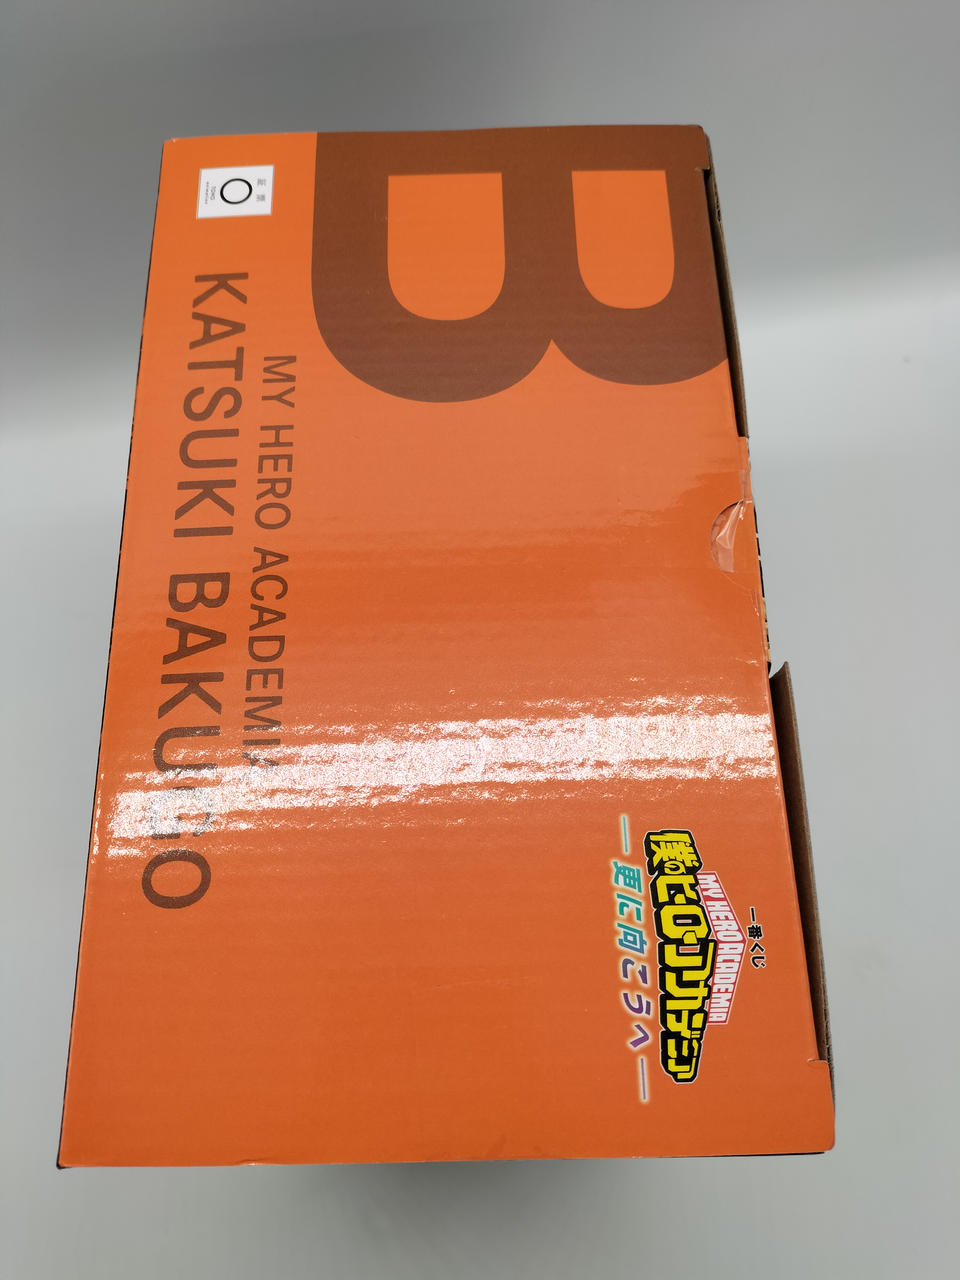 B
MY HERO ACADEMIA
KATSUKI BAKUGO
一番くじ
MY HERO ACADEMIA
僕のヒーローアカデミア
—更に向こうへ—
TOHO